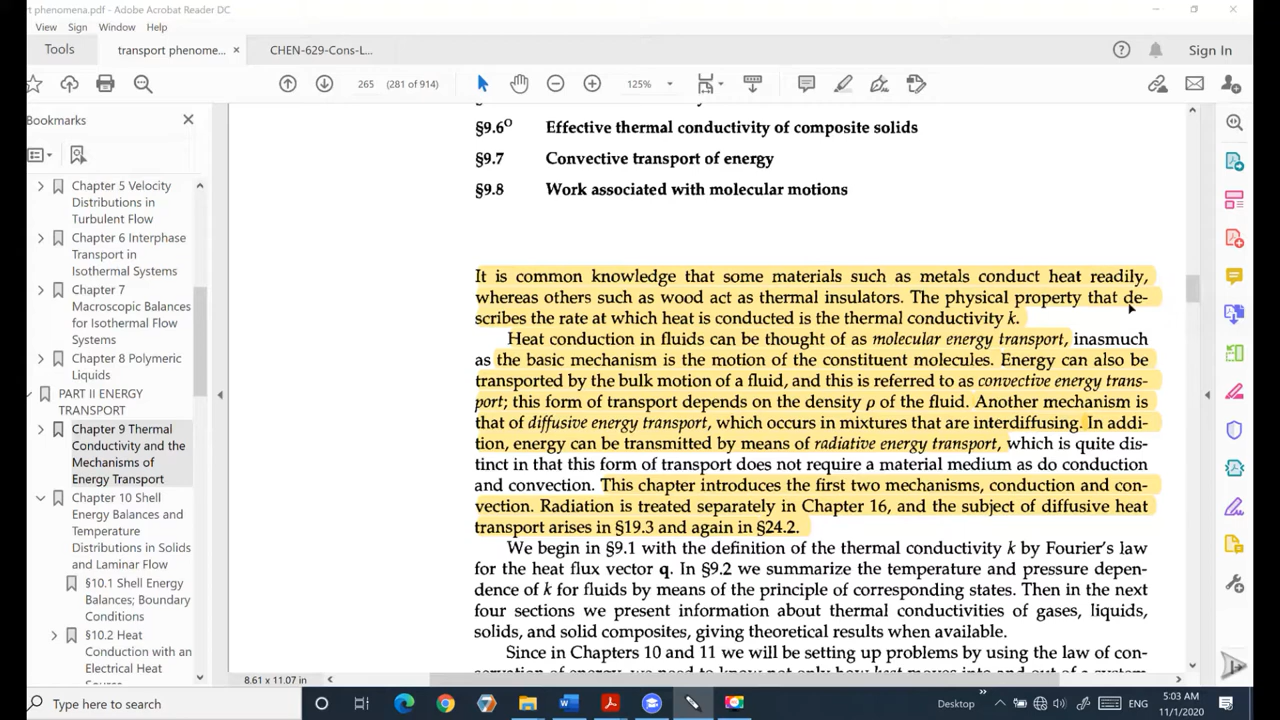 rt phenomena.pdf - Adobe Acrobat Reader DC
View Sign Window Help
Tools transport phenome... × CHEN-629-Cons-L... Sign In
265 (281 of 914) 125%
Bookmarks
Chapter 5 Velocity
Distributions in
Turbulent Flow
Chapter 6 Interphase
Transport in
Isothermal Systems
Chapter 7
Macroscopic Balances
for Isothermal Flow
Systems
Chapter 8 Polymeric
Liquids
PART II ENERGY
TRANSPORT
Chapter 9 Thermal
Conductivity and the
Mechanisms of
Energy Transport
Chapter 10 Shell
Energy Balances and
Temperature
Distributions in Solids
and Laminar Flow
§10.1 Shell Energy
Balances; Boundary
Conditions
§10.2 Heat
Conduction with an
Electrical Heat
§9.6° Effective thermal conductivity of composite solids
§9.7 Convective transport of energy
§9.8 Work associated with molecular motions
It is common knowledge that some materials such as metals conduct heat readily,
whereas others such as wood act as thermal insulators. The physical property that de-
scribes the rate at which heat is conducted is the thermal conductivity k.
Heat conduction in fluids can be thought of as molecular energy transport, inasmuch
as the basic mechanism is the motion of the constituent molecules. Energy can also be
transported by the bulk motion of a fluid, and this is referred to as convective energy trans-
port; this form of transport depends on the density ρ of the fluid. Another mechanism is
that of diffusive energy transport, which occurs in mixtures that are interdiffusing. In addi-
tion, energy can be transmitted by means of radiative energy transport, which is quite dis-
tinct in that this form of transport does not require a material medium as do conduction
and convection. This chapter introduces the first two mechanisms, conduction and con-
vection. Radiation is treated separately in Chapter 16, and the subject of diffusive heat
transport arises in §19.3 and again in §24.2.
We begin in §9.1 with the definition of the thermal conductivity k by Fourier's law
for the heat flux vector q. In §9.2 we summarize the temperature and pressure depen-
dence of k for fluids by means of the principle of corresponding states. Then in the next
four sections we present information about thermal conductivities of gases, liquids,
solids, and solid composites, giving theoretical results when available.
Since in Chapters 10 and 11 we will be setting up problems by using the law of con-
8.61 x 11.07 in
Type here to search
Desktop
ENG
5:03 AM
11/1/2020